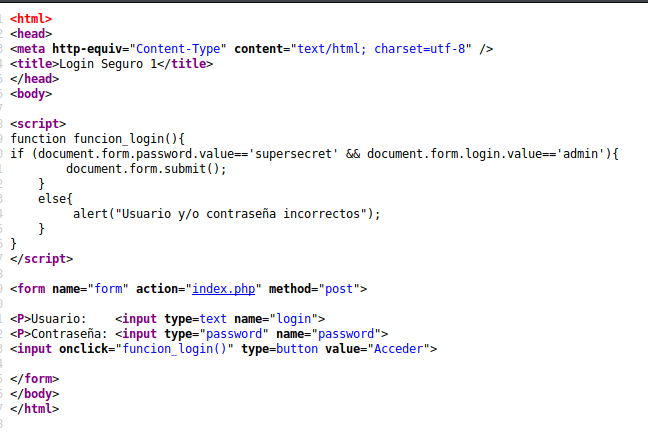 <html>
<head>
<meta http-equiv="Content-Type" content="text/html; charset=utf-8" />
<title>Login Seguro 1</title>
</head>
<body>
<script>
function funcion_login(){
if (document.form.password.value=='supersecret' && document.form.login.value=='admin'){
document.form.submit();
}
else{
alert("Usuario y/o contraseña incorrectos");
}
}
</script>
<form name="form" action="index.php" method="post">
<P>Usuario: <input type=text name="login">
<P>Contraseña: <input type="password" name="password">
<input onclick="funcion_login()" type=button value="Acceder">
</form>
</body>
</html>